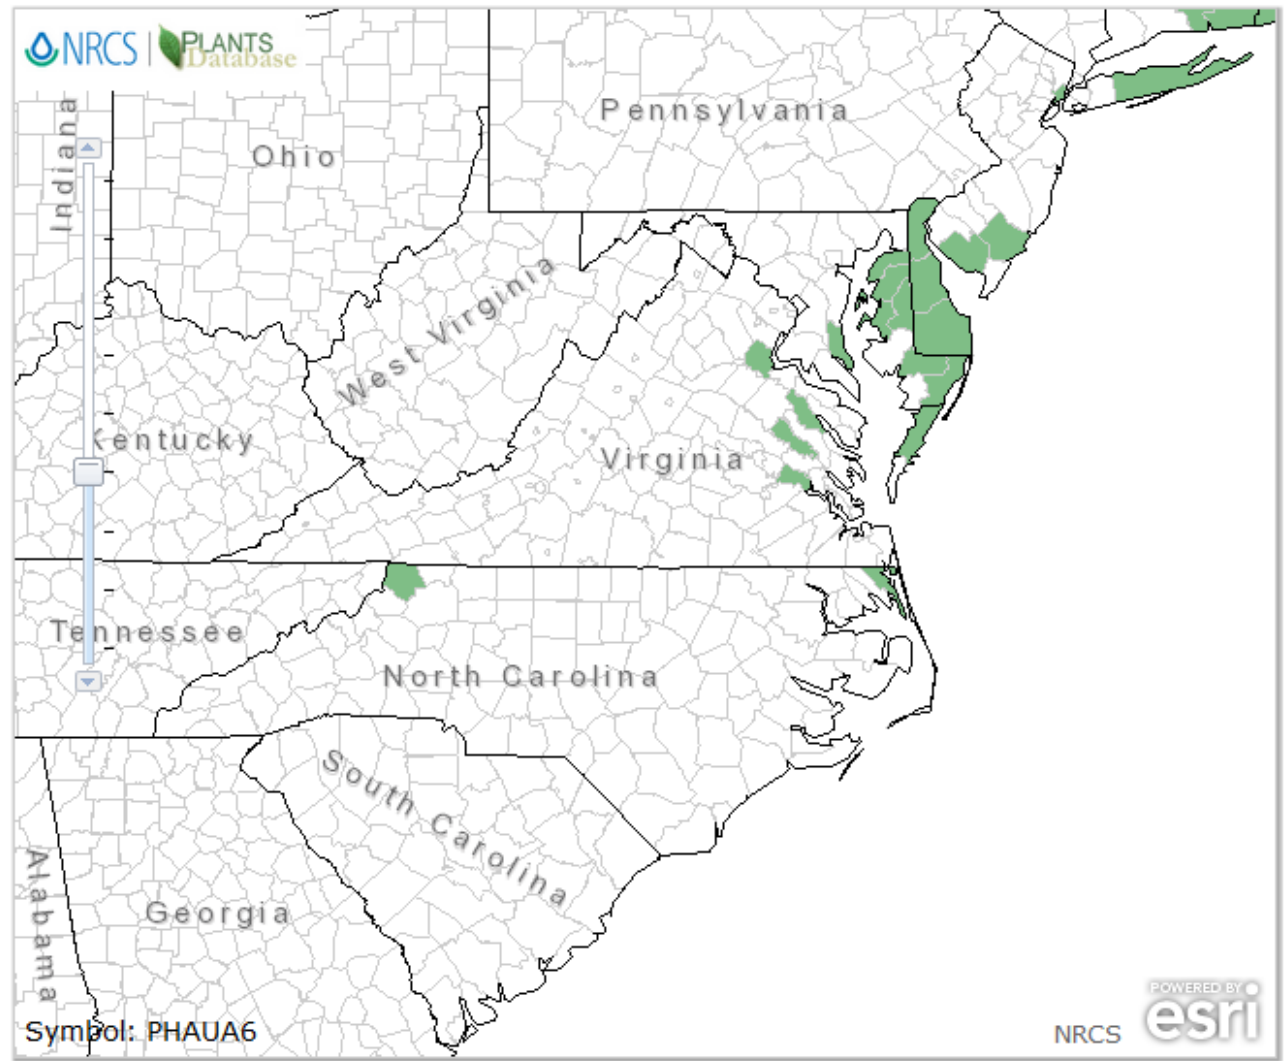 NRCS | PLANTS
Database
Indiana
Ohio
Pennsylvania
West Virginia
Kentucky
Virginia
Tennessee
North Carolina
South Carolina
Georgia
Alabama
Symbol: PHAUA6
NRCS
POWERED BY
esri